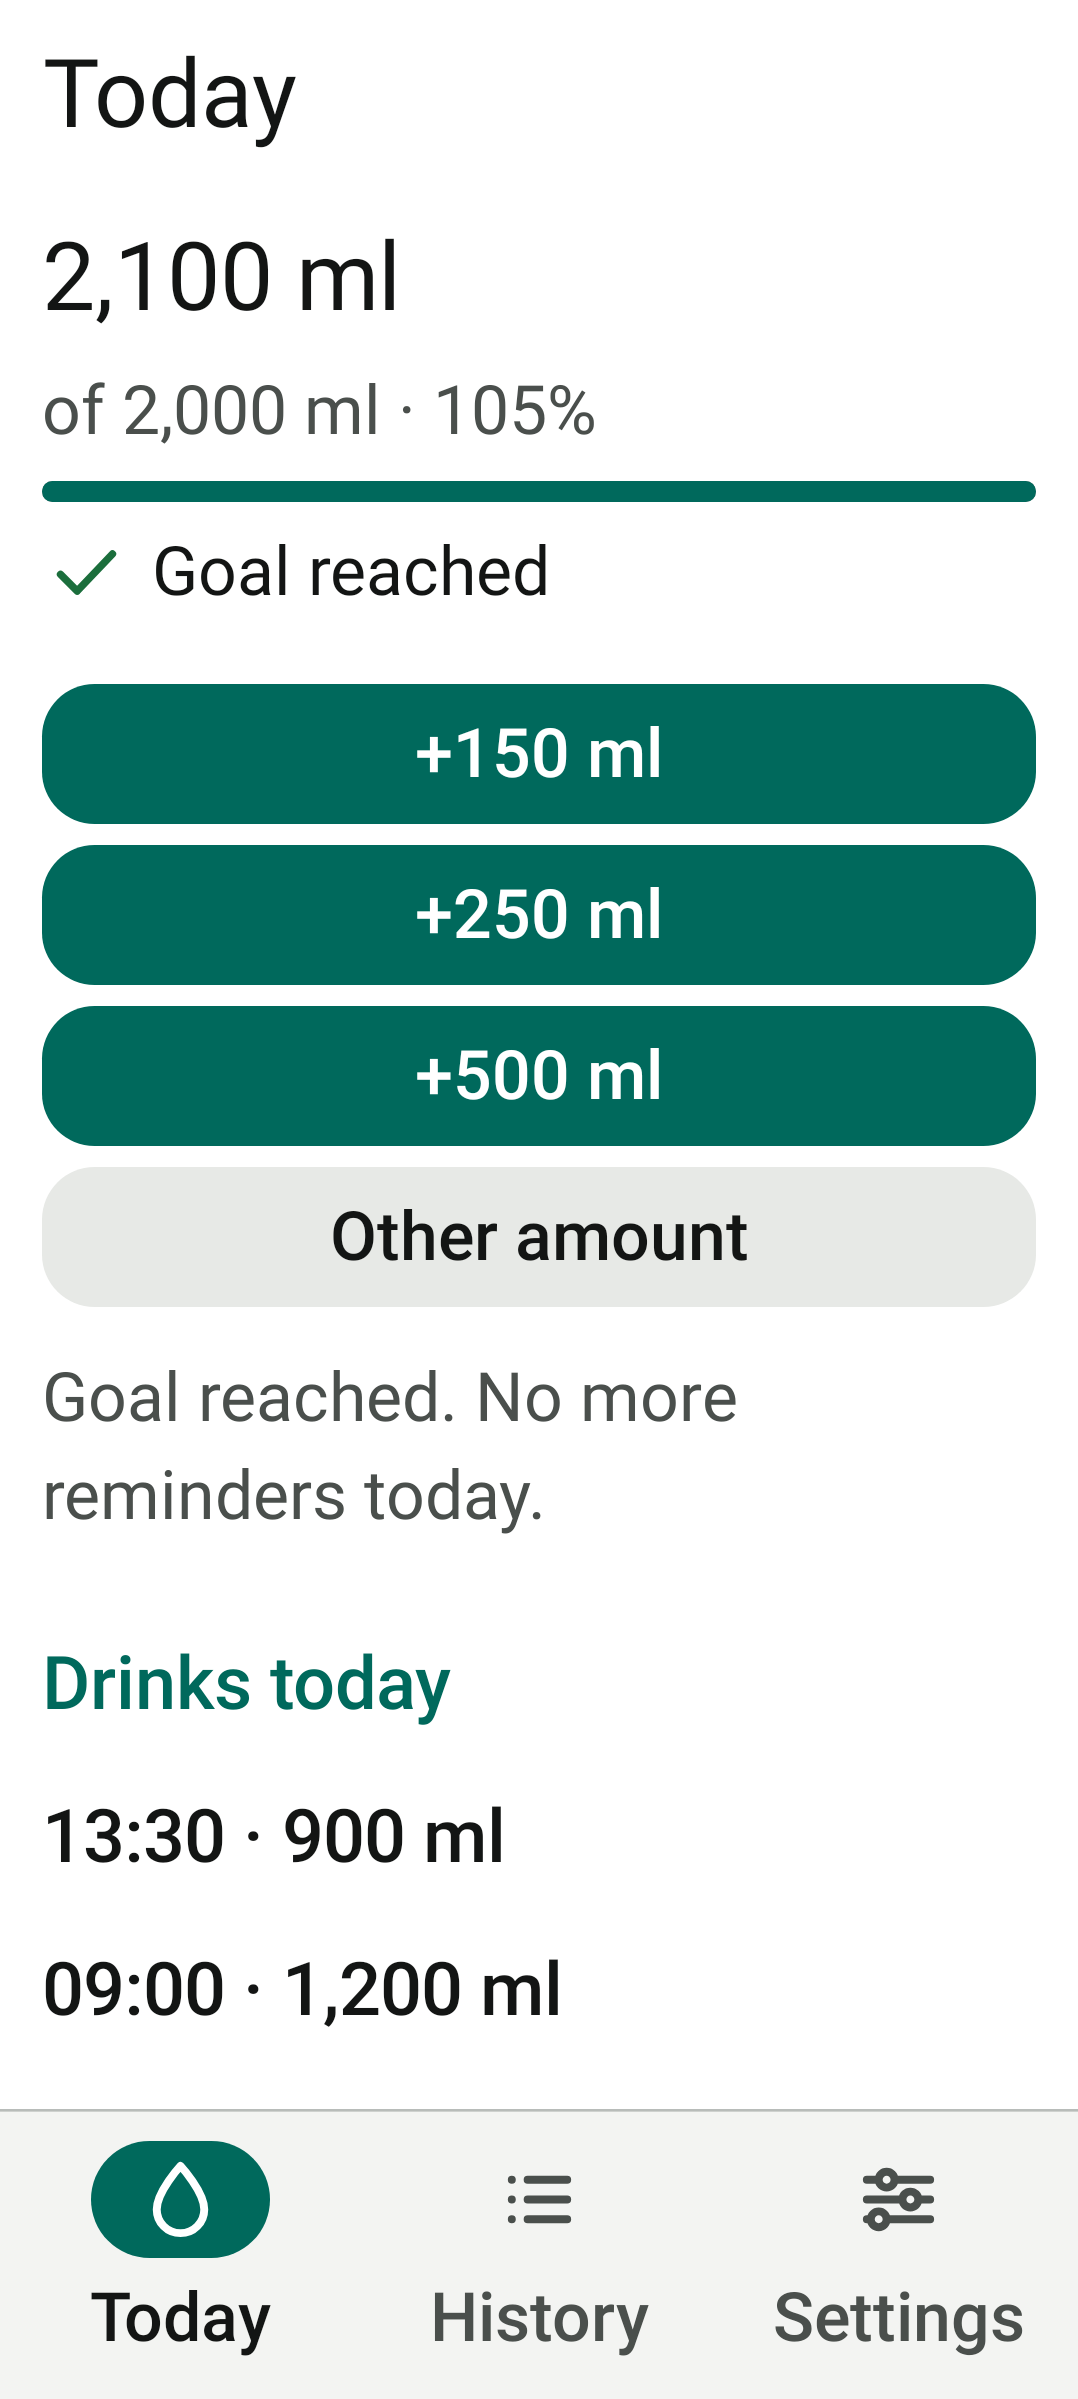 Today
2,100 ml
of 2,000 ml · 105%
Goal reached
+150 ml
+250 ml
+500 ml
Other amount
Goal reached. No more
reminders today.
Drinks today
13:30 · 900 ml
09:00 · 1,200 ml
Today
History
Settings